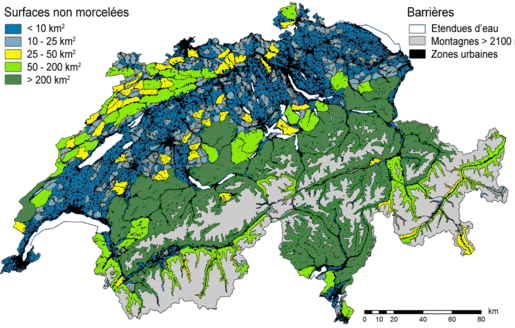 Surfaces non morcelées
< 10 km²
10 - 25 km²
25 - 50 km²
50 - 200 km²
> 200 km²
Barrières
Etendues d'eau
Montagnes > 2100
Zones urbaines
km
0 10 20 40 60 80